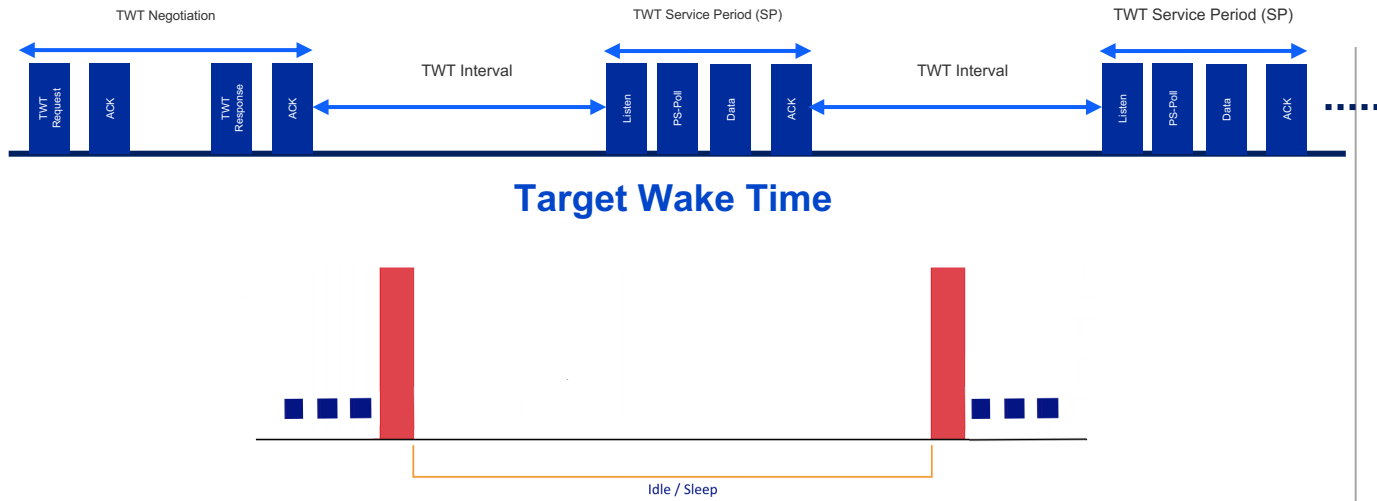 TWT Negotiation
TWT Service Period (SP)
TWT Service Period (SP)
TWT Interval
TWT Interval
TWT
Request
ACK
TWT
Response
ACK
Listen
PS-Poll
Data
ACK
Listen
PS-Poll
Data
ACK
Target Wake Time
Idle / Sleep